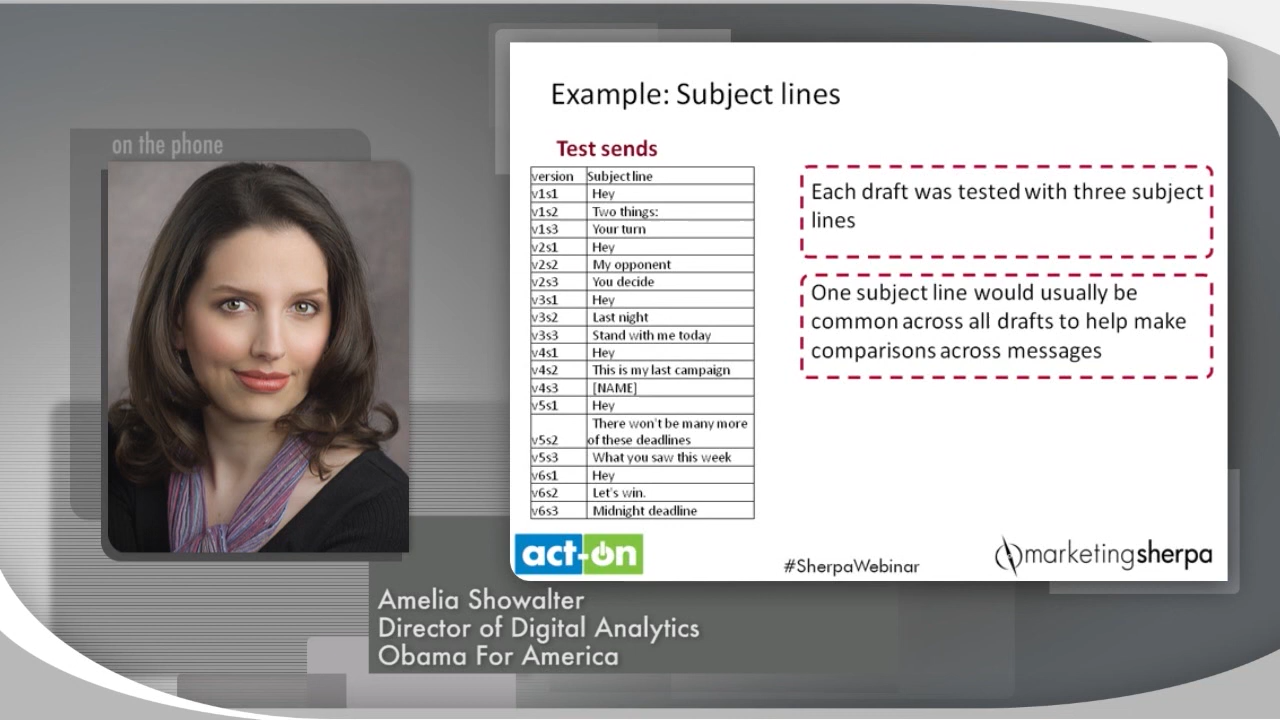 on the phone
Example: Subject lines
Test sends
version Subject line
v1s1 Hey
v1s2 Two things:
v1s3 Your turn
v2s1 Hey
v2s2 My opponent
v2s3 You decide
v3s1 Hey
v3s2 Last night
v3s3 Stand with me today
v4s1 Hey
v4s2 This is my last campaign
v4s3 [NAME]
v5s1 Hey
There won't be many more
v5s2 of these deadlines
v5s3 What you saw this week
v6s1 Hey
v6s2 Let's win.
v6s3 Midnight deadline
Each draft was tested with three subject
lines
One subject line would usually be
common across all drafts to help make
comparisons across messages
act-on
#SherpaWebinar
marketingsherpa
Amelia Showalter
Director of Digital Analytics
Obama For America